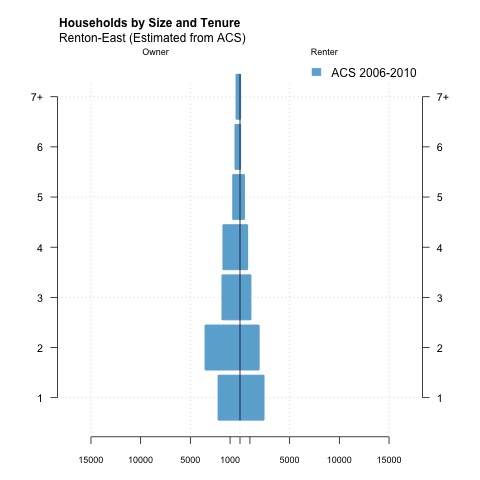 Households by Size and Tenure
Renton-East (Estimated from ACS)
Owner
Renter
ACS 2006-2010
7+ 7+
6 6
5 5
4 4
3 3
2 2
1 1
15000 10000 5000 1000 5000 10000 15000